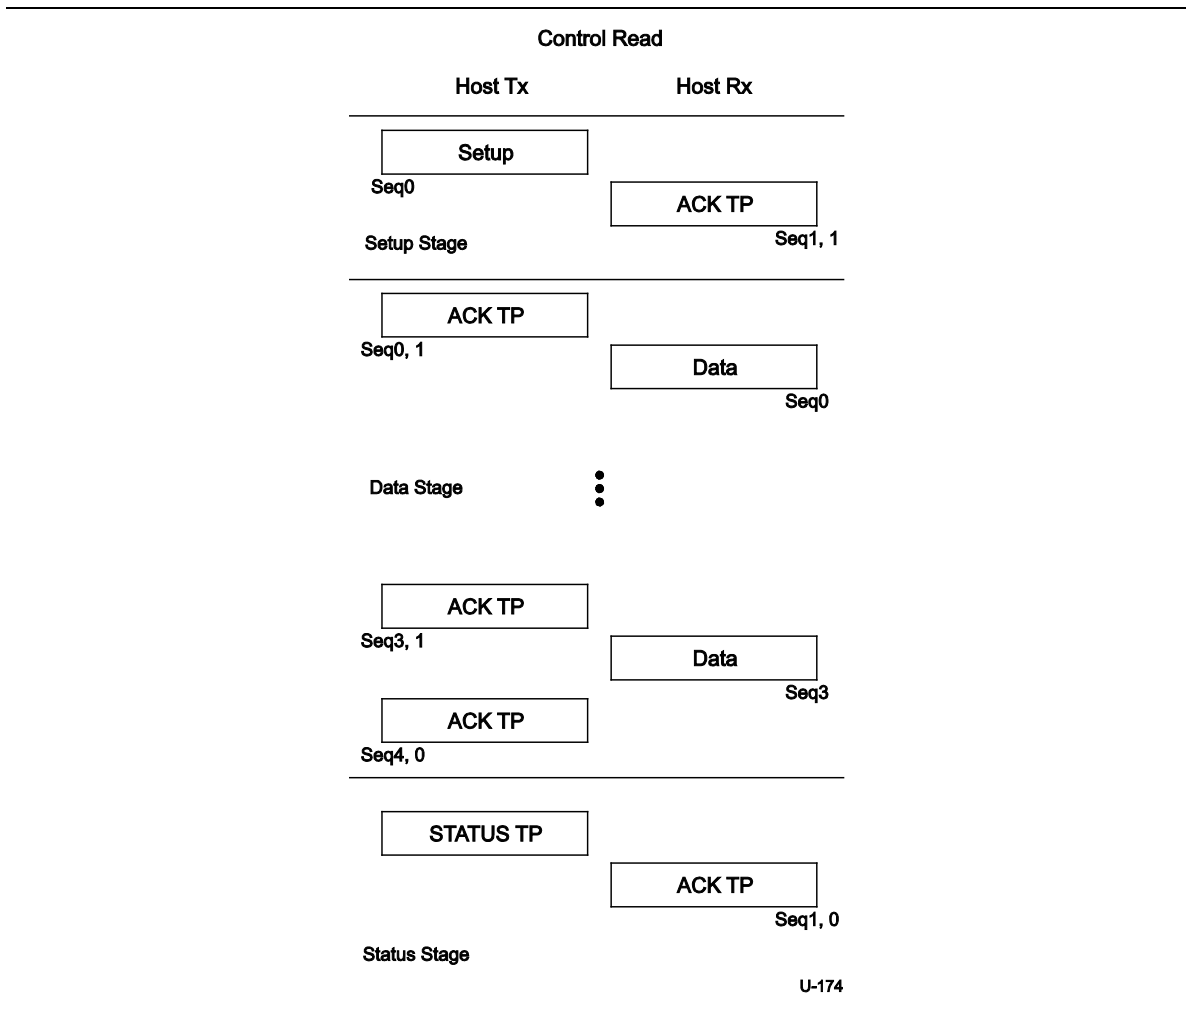 Control Read
Host Tx Host Rx
Setup
Seq0
ACK TP
Seq1, 1
Setup Stage
ACK TP
Seq0, 1
Data
Seq0
Data Stage
ACK TP
Seq3, 1
Data
Seq3
ACK TP
Seq4, 0
STATUS TP
ACK TP
Seq1, 0
Status Stage
U-174